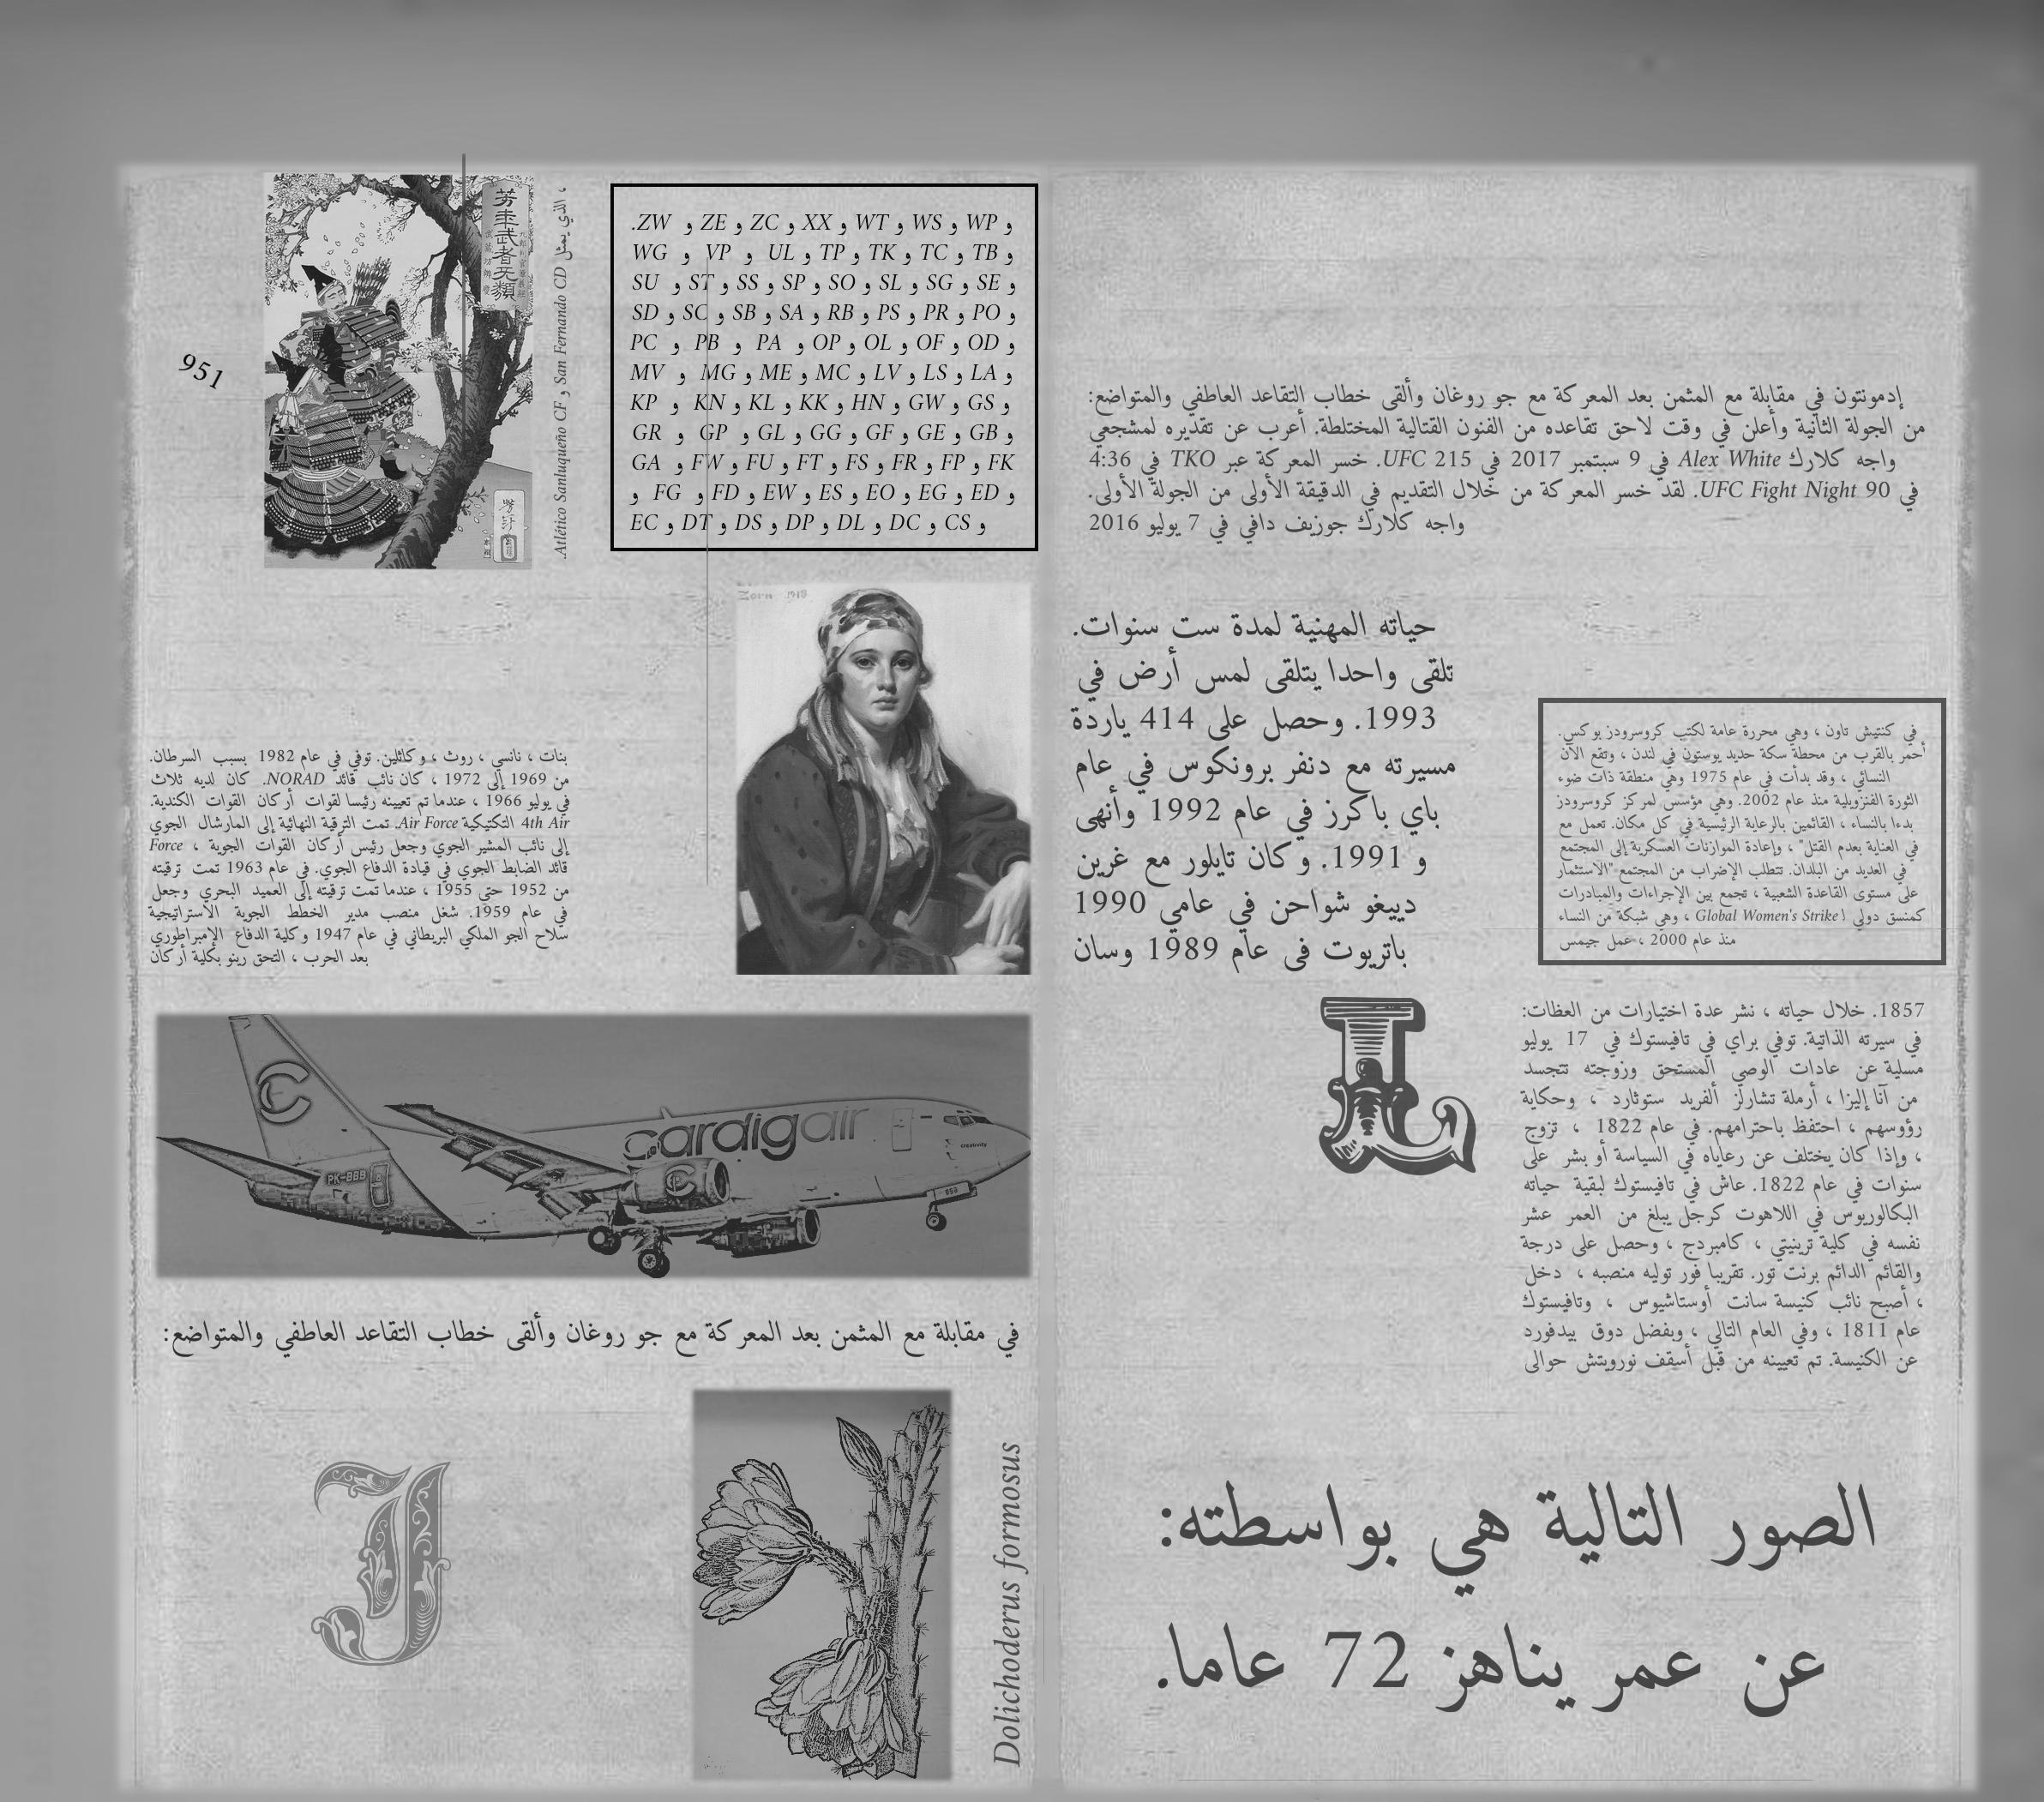 إدمونتون في مقابلة مع المثمن بعد المعركة مع جو روغان وألقى خطاب التقاعد العاطفي والمتواضع:
من الجولة الثانية وأعلن في وقت لاحق تقاعده من الفنون القتالية المختلطة. أعرب عن تقديره لمشجعي
واجه كلارك Alex White في 9 سبتمبر 2017 في UFC 215. خسر المعركة عبر TKO في 4:36
في UFC Fight Night 90. لقد خسر المعركة من خلال التقديم في الدقيقة الأولى من الجولة الأولى.
واجه كلارك جوزيف دافي في 7 يوليو 2016
حياته المهنية لمدة ست سنوات.
تلقى واحدا يتلقى لمس أرض في
1993. وحصل على 414 ياردة
مسيرته مع دنفر برونكوس في عام
باي باكرز في عام 1992 وأنهى
و 1991. وكان تايلور مع غرين
دييغو شواحن في عامي 1990
باتريوت في عام 1989 وسان
في كنتيش تاون ، وهي محررة عامة لكتب كروسرودز بوكس.
أحمر بالقرب من محطة سكة حديد يوستون في لندن ، وتقع الآن
النسائي ، وقد بدأت في عام 1975 وهي منطقة ذات ضوء
الثورة الفنزويلية منذ عام 2002. وهي مؤسس لمركز كروسرودز
بدءا بالنساء ، القائمين بالرعاية الرئيسية في كل مكان. تعمل مع
في العناية بعدم القتل" ، وإعادة الموازنات العسكرية إلى المجتمع
في العديد من البلدان. تتطلب الإضراب من المجتمع "الاستثمار
على مستوى القاعدة الشعبية ، تجمع بين الإجراءات والمبادرات
كمنسق دولي لـ Global Women's Strike ، وهي شبكة من النساء
منذ عام 2000 ، عمل جيمس
L
1857. خلال حياته ، نشر عدة اختيارات من العظات:
في سيرته الذاتية. توفي براي في تافيستوك في 17 يوليو
مسلية عن عادات الوصي المستحق وزوجته تتجسد
من آنا إليزا ، أرملة تشارلز ألفريد ستوثارد ، وحكاية
رؤوسهم ، احتفظ باحترامهم. في عام 1822 ، تزوج
، وإذا كان يختلف عن رعاياه في السياسة أو بشر على
سنوات في عام 1822. عاش في تافيستوك لبقية حياته
البكالوريوس في اللاهوت كرجل يبلغ من العمر عشر
نفسه في كلية ترينيتي ، كامبردج ، وحصل على درجة
والقائم الدائم برنت تور. تقريبا فور توليه منصبه ، دخل
، أصبح نائب كنيسة سانت أوستاشيوس ، وتافيستوك
عام 1811 ، وفي العام التالي ، وبفضل دوق بيدفورد
عن الكنيسة. تم تعيينه من قبل أسقف نورويتش حوالى
الصور التالية هي بواسطته:
عن عمر يناهز 72 عاما.
و WP و WS و WT و XX و ZC و ZE و ZW.
و TB و TC و TK و TP و UL و VP و WG
و SE و SG و SL و SO و SP و SS و ST و SU
و PO و PR و PS و RB و SA و SB و SC و SD
و OD و OF و OL و OP و PA و PB و PC
و LA و LS و LV و MC و ME و MG و MV
و GS و GW و HN و KK و KL و KN و KP
و GB و GE و GF و GG و GL و GP و GR
FK و FP و FR و FS و FT و FU و FW و GA
و ED و EG و EO و ES و EW و FD و FG و
و CS و DC و DL و DP و DS و DT و EC
، الذي يمثل San Fernando CD و Atlético Sanluqueño CF.
芳年武者无類
951
Zorn 1918
بنات ، نانسي ، روث ، وكاثلين. توفي في عام 1982 بسبب السرطان.
من 1969 إلى 1972 ، كان نائب قائد NORAD. كان لديه ثلاث
في يوليو 1966 ، عندما تم تعيينه رئيسا لقوات أركان القوات الكندية.
4th Air التكتيكية Air Force. تمت الترقية النهائية إلى المارشال الجوي
إلى نائب المشير الجوي وجعل رئيس أركان القوات الجوية ، Force
قائد الضابط الجوي في قيادة الدفاع الجوي. في عام 1963 تمت ترقيته
من 1952 حتى 1955 ، عندما تمت ترقيته إلى العميد البحري وجعل
في عام 1959. شغل منصب مدير الخطط الجوية الاستراتيجية
سلاح الجو الملكي البريطاني في عام 1947 وكلية الدفاع الإمبراطوري
بعد الحرب ، التحق رينو بكلية أركان
cardigair
creativity
PK-BBB
في مقابلة مع المثمن بعد المعركة مع جو روغان وألقى خطاب التقاعد العاطفي والمتواضع:
J
Dolichoderus formosus